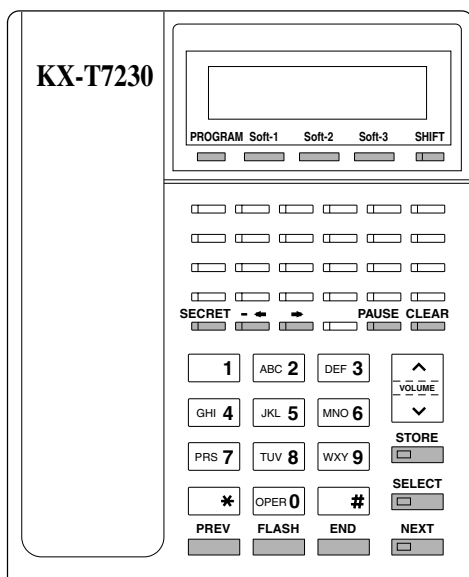 KX-T7230
PROGRAM Soft-1 Soft-2 Soft-3 SHIFT
SECRET - ← → PAUSE CLEAR
1 ABC 2 DEF 3
VOLUME
GHI 4 JKL 5 MNO 6
STORE
PRS 7 TUV 8 WXY 9
SELECT
* OPER 0 #
PREV FLASH END NEXT